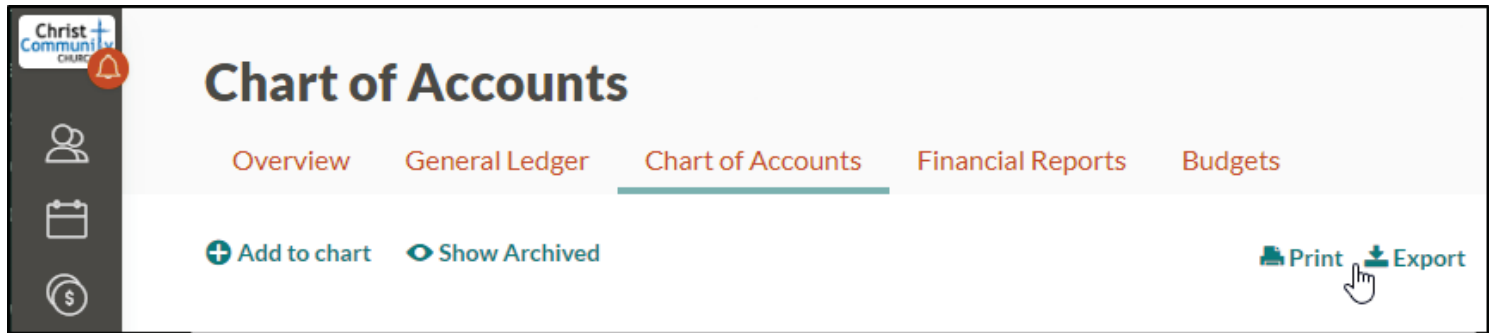 Christ
Community
CHURCH
Chart of Accounts
Overview General Ledger Chart of Accounts Financial Reports Budgets
Add to chart Show Archived Print Export
$